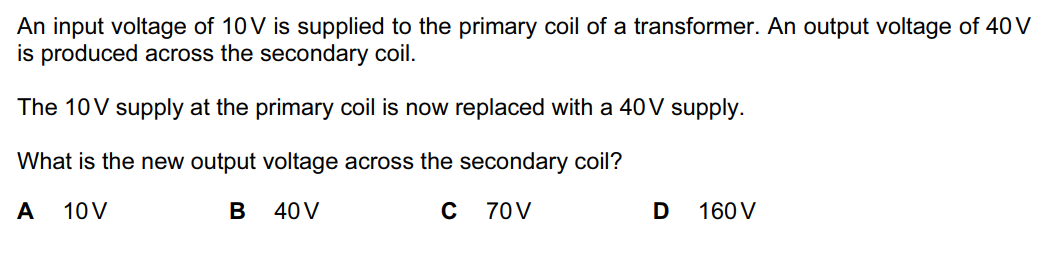 An input voltage of 10 V is supplied to the primary coil of a transformer. An output voltage of 40 V
is produced across the secondary coil.
The 10 V supply at the primary coil is now replaced with a 40 V supply.
What is the new output voltage across the secondary coil?
A 10 V B 40 V C 70 V D 160 V